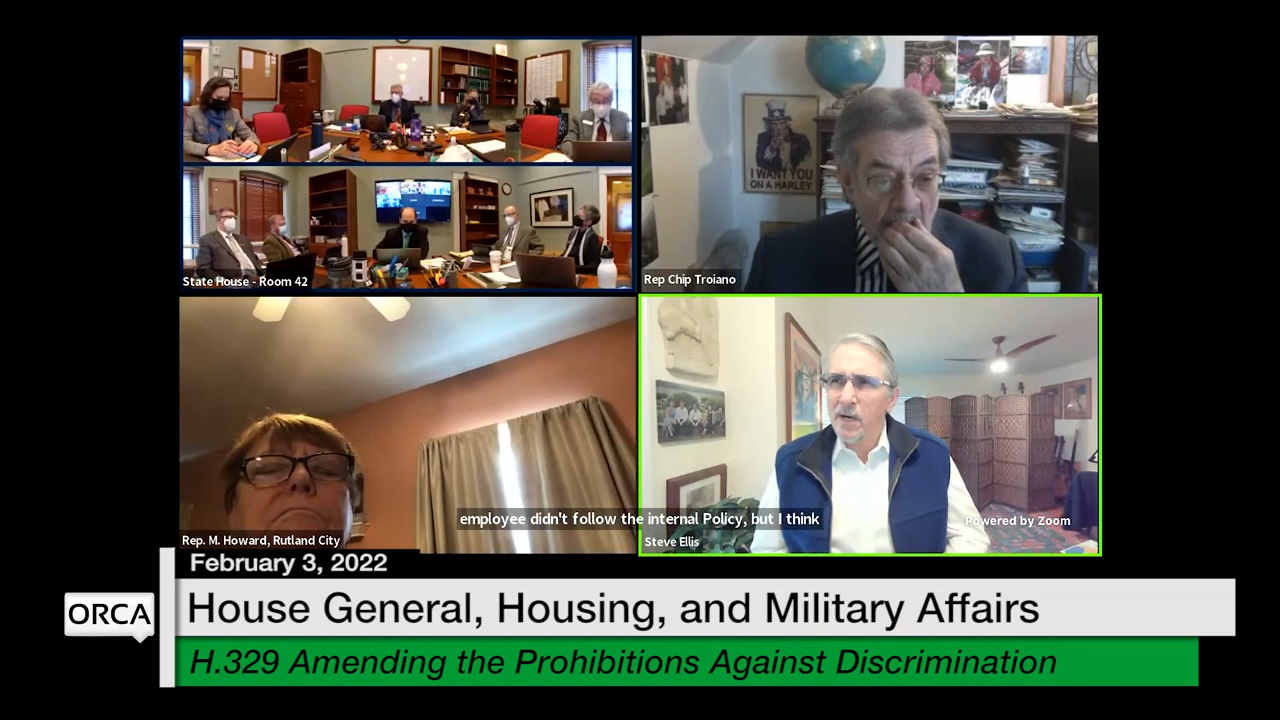 I WANT YOU
ON A HARLEY
State House - Room 42
Rep Chip Troiano
employee didn't follow the internal Policy, but I think
Powered by Zoom
Rep. M. Howard, Rutland City
Steve Ellis
February 3, 2022
ORCA
House General, Housing, and Military Affairs
H.329 Amending the Prohibitions Against Discrimination